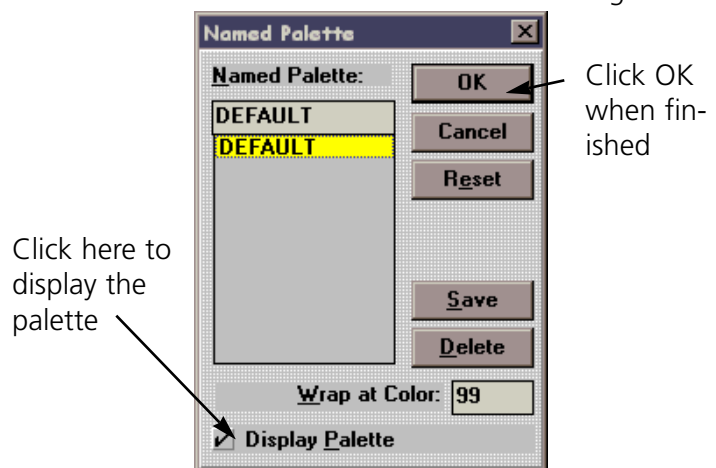 Named Palette
Named Palette:
OK
DEFAULT
Cancel
DEFAULT
Reset
Save
Delete
Wrap at Color: 99
Display Palette
Click OK
when fin-
ished
Click here to
display the
palette